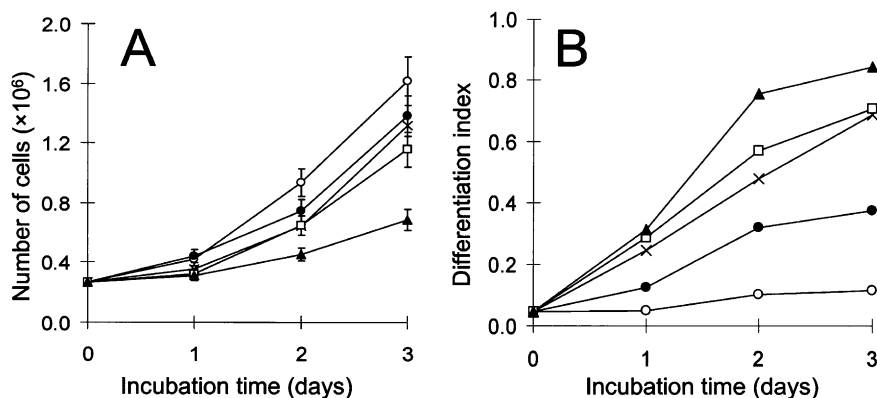 A
Number of cells (×10⁶)
2.0
1.6
1.2
0.8
0.4
0.0
0 1 2 3
Incubation time (days)
B
Differentiation index
1.0
0.8
0.6
0.4
0.2
0.0
0 1 2 3
Incubation time (days)